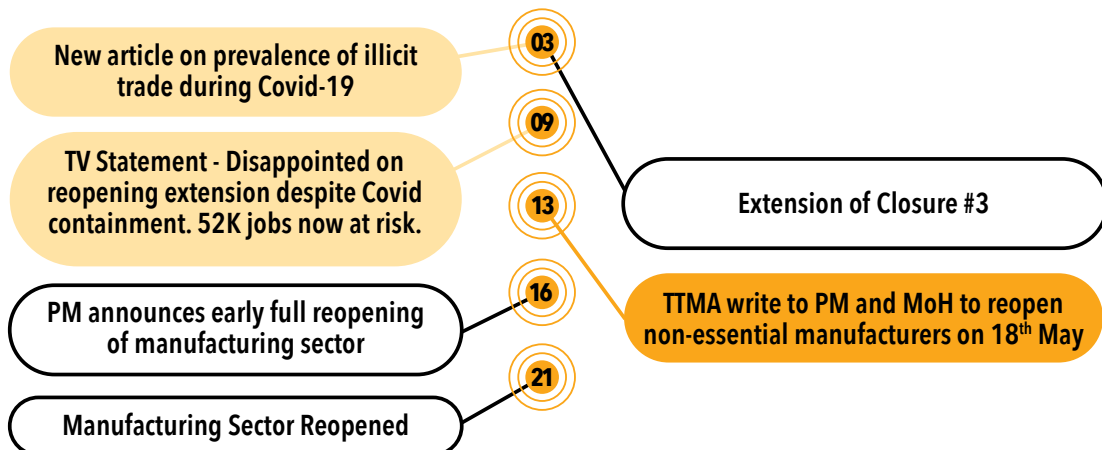 03
New article on prevalence of illicit
trade during Covid-19
Extension of Closure #3
09
TV Statement - Disappointed on
reopening extension despite Covid
containment. 52K jobs now at risk.
13
TTMA write to PM and MoH to reopen
non-essential manufacturers on 18th May
16
PM announces early full reopening
of manufacturing sector
21
Manufacturing Sector Reopened